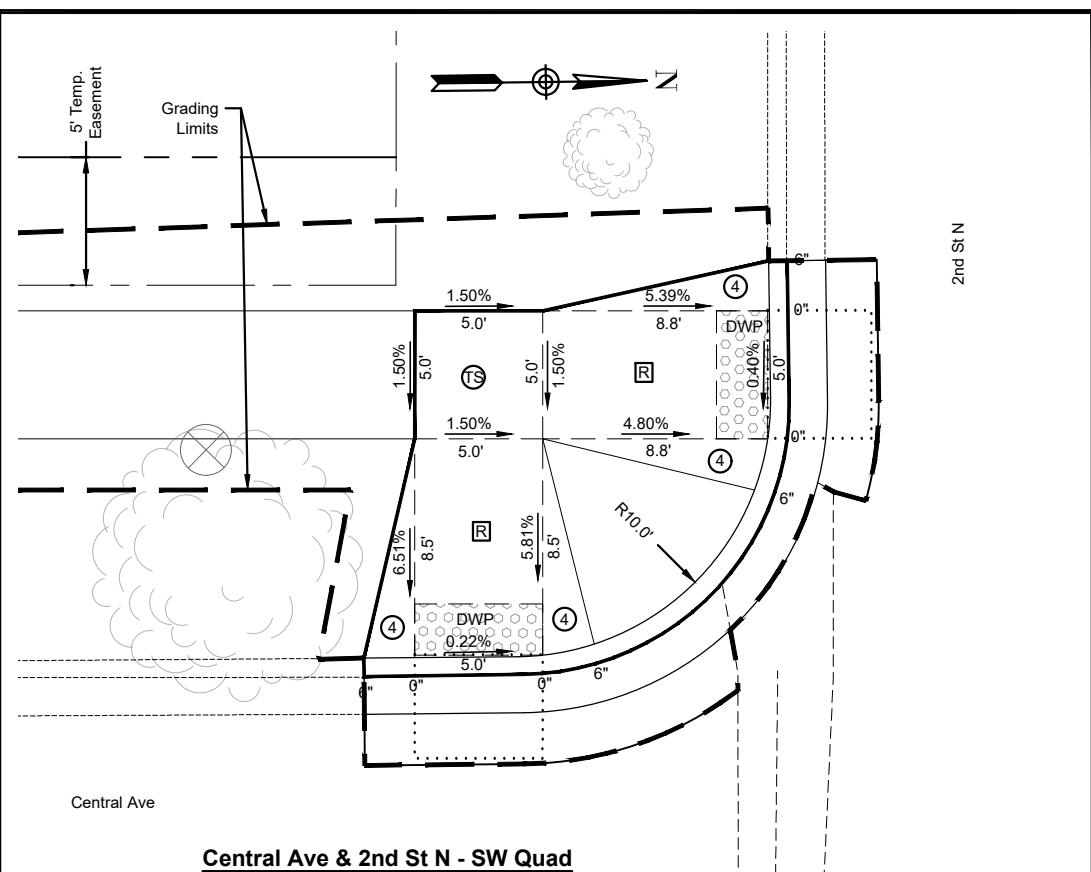 5' Temp.
Easement
Grading
Limits
N
2nd St N
6"
1.50%
5.0'
5.39%
8.8'
4
0"
DWP
1.50%
5.0'
TS
5.0'
1.50%
R
0.40%
5.0'
1.50%
5.0'
4.80%
8.8'
0"
4
6"
R10.0'
R
6.51%
8.5'
5.81%
8.5'
4
DWP
4
0.22%
5.0'
6"
0"
0"
6"
Central Ave
Central Ave & 2nd St N - SW Quad